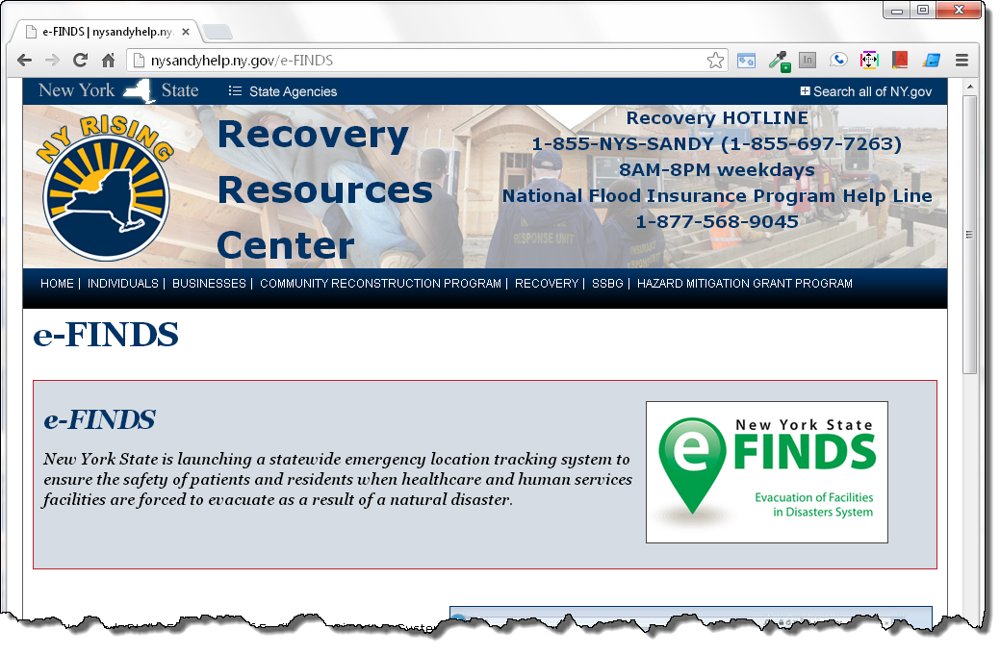 e-FINDS | nysandyhelp.ny.
nysandyhelp.ny.gov/e-FINDS
New York State
State Agencies
Search all of NY.gov
NY RISING
Recovery
Resources
Center
Recovery HOTLINE
1-855-NYS-SANDY (1-855-697-7263)
8AM-8PM weekdays
National Flood Insurance Program Help Line
1-877-568-9045
RESPONSE UNIT
HOME | INDIVIDUALS | BUSINESSES | COMMUNITY RECONSTRUCTION PROGRAM | RECOVERY | SSBG | HAZARD MITIGATION GRANT PROGRAM
e-FINDS
e-FINDS
New York State is launching a statewide emergency location tracking system to
ensure the safety of patients and residents when healthcare and human services
facilities are forced to evacuate as a result of a natural disaster.
New York State
e FINDS
Evacuation of Facilities
in Disasters System